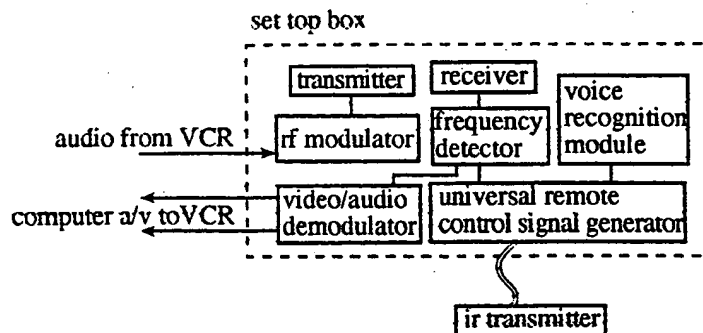 set top box
transmitter
receiver
voice
recognition
module
audio from VCR
rf modulator
frequency
detector
computer a/v toVCR
video/audio
demodulator
universal remote
control signal generator
ir transmitter